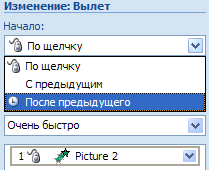 Изменение: Вылет
Начало:
По щелчку
По щелчку
С предыдущим
После предыдущего
Очень быстро
1 Picture 2